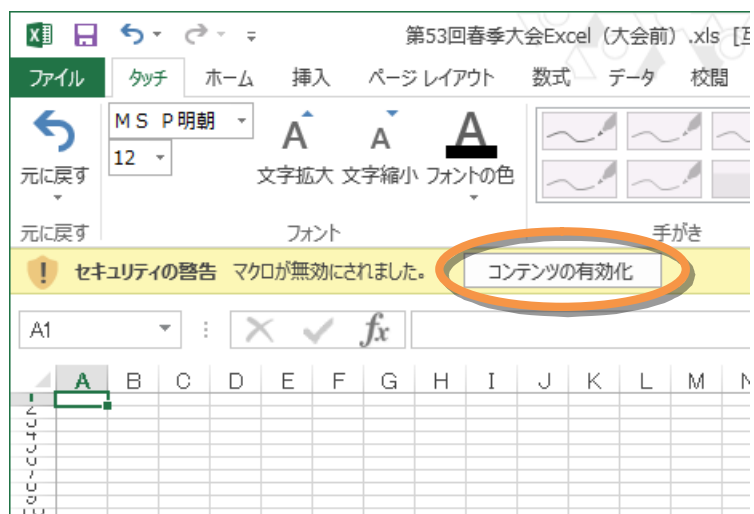 第53回春季大会Excel（大会前）.xls [互
ファイル タッチ ホーム 挿入 ページ レイアウト 数式 データ 校閲
元に戻す
ＭＳ Ｐ明朝
12
文字拡大 文字縮小 フォントの色
元に戻す フォント 手がき
セキュリティの警告 マクロが無効にされました。 コンテンツの有効化
A1 fx
A B C D E F G H I J K L M N